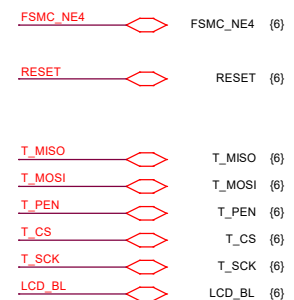 FSMC_NE4 FSMC_NE4 {6}
RESET RESET {6}
T_MISO T_MISO {6}
T_MOSI T_MOSI {6}
T_PEN T_PEN {6}
T_CS T_CS {6}
T_SCK T_SCK {6}
LCD_BL LCD_BL {6}